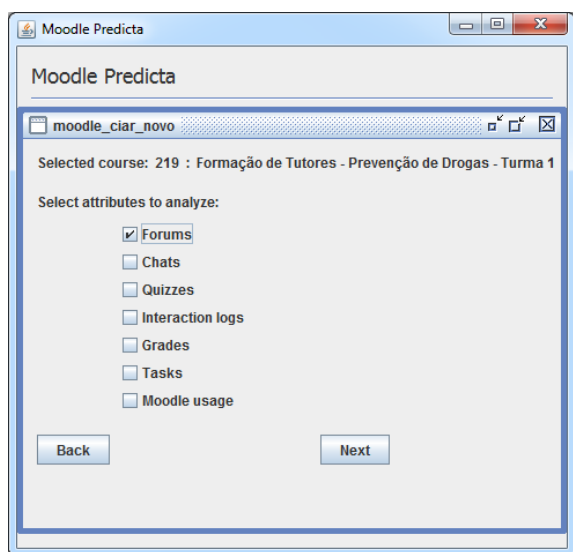 Moodle Predicta
Moodle Predicta
moodle_ciar_novo
Selected course: 219 : Formação de Tutores - Prevenção de Drogas - Turma 1
Select attributes to analyze:
Forums
Chats
Quizzes
Interaction logs
Grades
Tasks
Moodle usage
Back Next